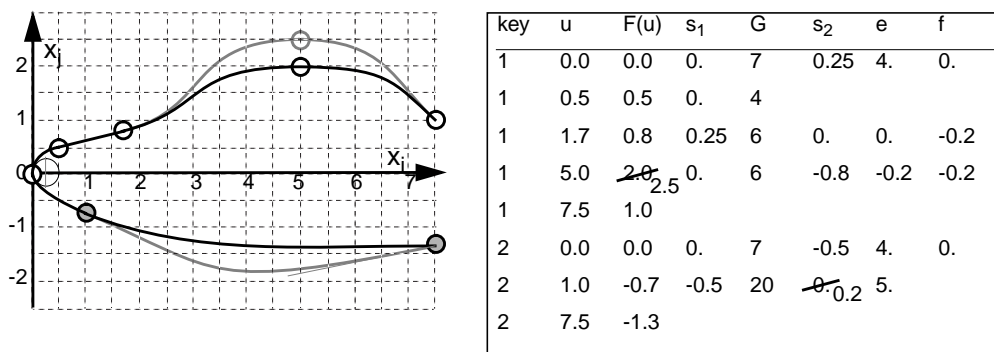 xj
2
1
0
-1
-2
xi
1 2 3 4 5 6 7
key u F(u) s1 G s2 e f
1 0.0 0.0 0. 7 0.25 4. 0.
1 0.5 0.5 0. 4
1 1.7 0.8 0.25 6 0. 0. -0.2
1 5.0 2.0 2.5 0. 6 -0.8 -0.2 -0.2
1 7.5 1.0
2 0.0 0.0 0. 7 -0.5 4. 0.
2 1.0 -0.7 -0.5 20 0. 0.2 5.
2 7.5 -1.3